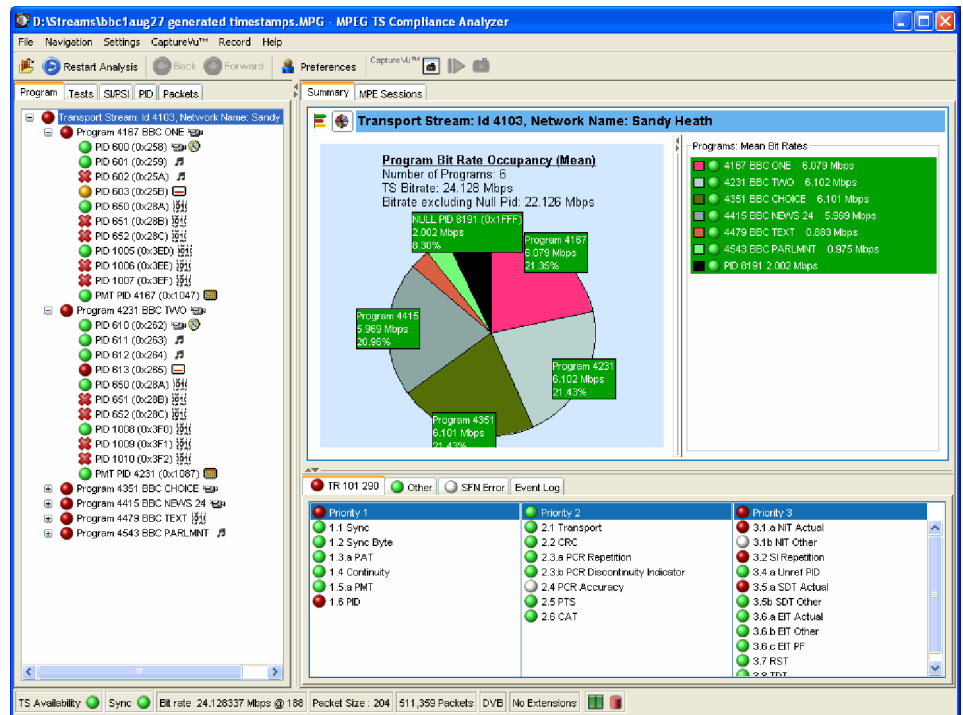 D:\Streams\bbc1aug27 generated timestamps.MPG - MPEG TS Compliance Analyzer
File Navigation Settings CaptureVu™ Record Help
Restart Analysis Back Forward Preferences CaptureVu™
Program Tests SI/PSI PID Packets
Transport Stream: Id 4103, Network Name: Sandy
Program 4167 BBC ONE
PID 600 (0x258)
PID 601 (0x259)
PID 602 (0x25A)
PID 603 (0x25B)
PID 650 (0x28A)
PID 651 (0x28B)
PID 652 (0x28C)
PID 1005 (0x3ED)
PID 1006 (0x3EE)
PID 1007 (0x3EF)
PMT PID 4167 (0x1047)
Program 4231 BBC TWO
PID 610 (0x262)
PID 611 (0x263)
PID 612 (0x264)
PID 613 (0x265)
PID 650 (0x28A)
PID 651 (0x28B)
PID 652 (0x28C)
PID 1008 (0x3F0)
PID 1009 (0x3F1)
PID 1010 (0x3F2)
PMT PID 4231 (0x1087)
Program 4351 BBC CHOICE
Program 4415 BBC NEWS 24
Program 4479 BBC TEXT
Program 4543 BBC PARLMNT
Summary MPE Sessions
Transport Stream: Id 4103, Network Name: Sandy Heath
Program Bit Rate Occupancy (Mean)
Number of Programs: 6
TS Bitrate: 24.128 Mbps
Bitrate excluding Null Pid: 22.126 Mbps
NULL PID 8191 (0x1FFF)
2.002 Mbps
8.30%
Program 4167
6.079 Mbps
21.35%
Program 4415
5.969 Mbps
20.96%
Program 4231
6.102 Mbps
21.43%
Program 4351
6.101 Mbps
21.43%
Programs: Mean Bit Rates
4167 BBC ONE 6.079 Mbps
4231 BBC TWO 6.102 Mbps
4351 BBC CHOICE 6.101 Mbps
4415 BBC NEWS 24 5.969 Mbps
4479 BBC TEXT 0.883 Mbps
4543 BBC PARLMNT 0.975 Mbps
PID 8191 2.002 Mbps
TR 101 290 Other SFN Error Event Log
Priority 1
1.1 Sync
1.2 Sync Byte
1.3.a PAT
1.4 Continuity
1.5.a PMT
1.6 PID
Priority 2
2.1 Transport
2.2 CRC
2.3.a PCR Repetition
2.3.b PCR Discontinuity Indicator
2.4 PCR Accuracy
2.5 PTS
2.6 CAT
Priority 3
3.1.a NIT Actual
3.1b NIT Other
3.2 SI Repetition
3.4.a Unref PID
3.5.a SDT Actual
3.5b SDT Other
3.6.a EIT Actual
3.6.b EIT Other
3.6.c EIT PF
3.7 RST
3.8 TDT
TS Availability Sync Bit rate 24.128337 Mbps @ 188 Packet Size : 204 511,359 Packets DVB No Extensions